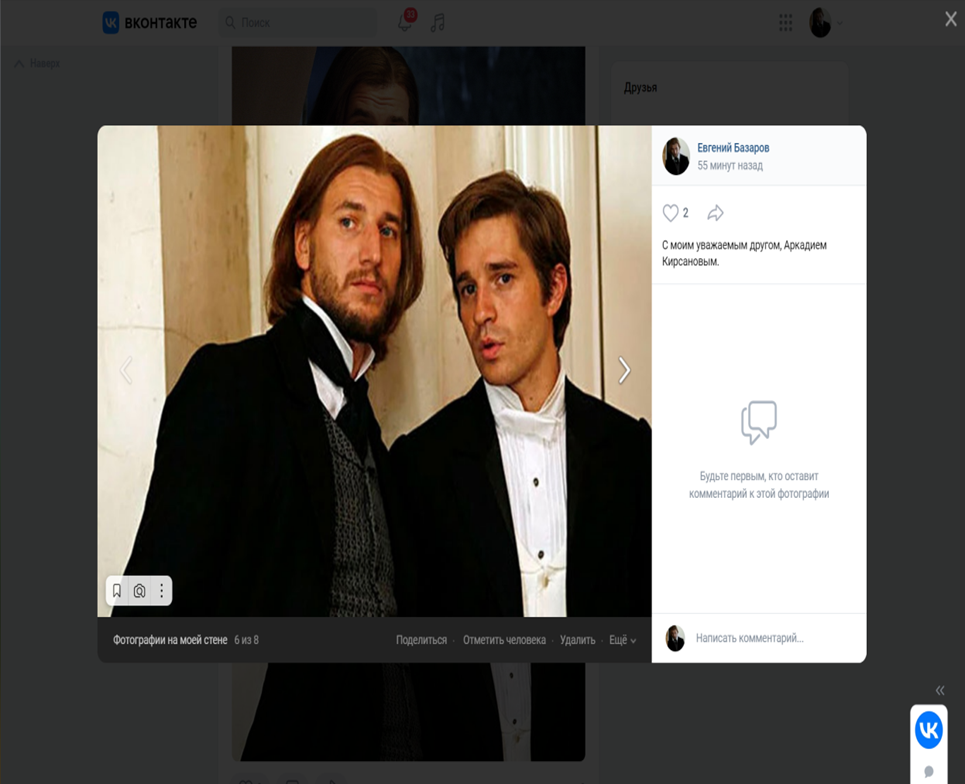 вконтакте
Поиск
33
Наверх
Друзья
Евгений Базаров
55 минут назад
2
С моим уважаемым другом, Аркадием
Кирсановым.
Будьте первым, кто оставит
комментарий к этой фотографии
Фотографии на моей стене 6 из 8
Поделиться · Отметить человека · Удалить · Ещё
Написать комментарий...